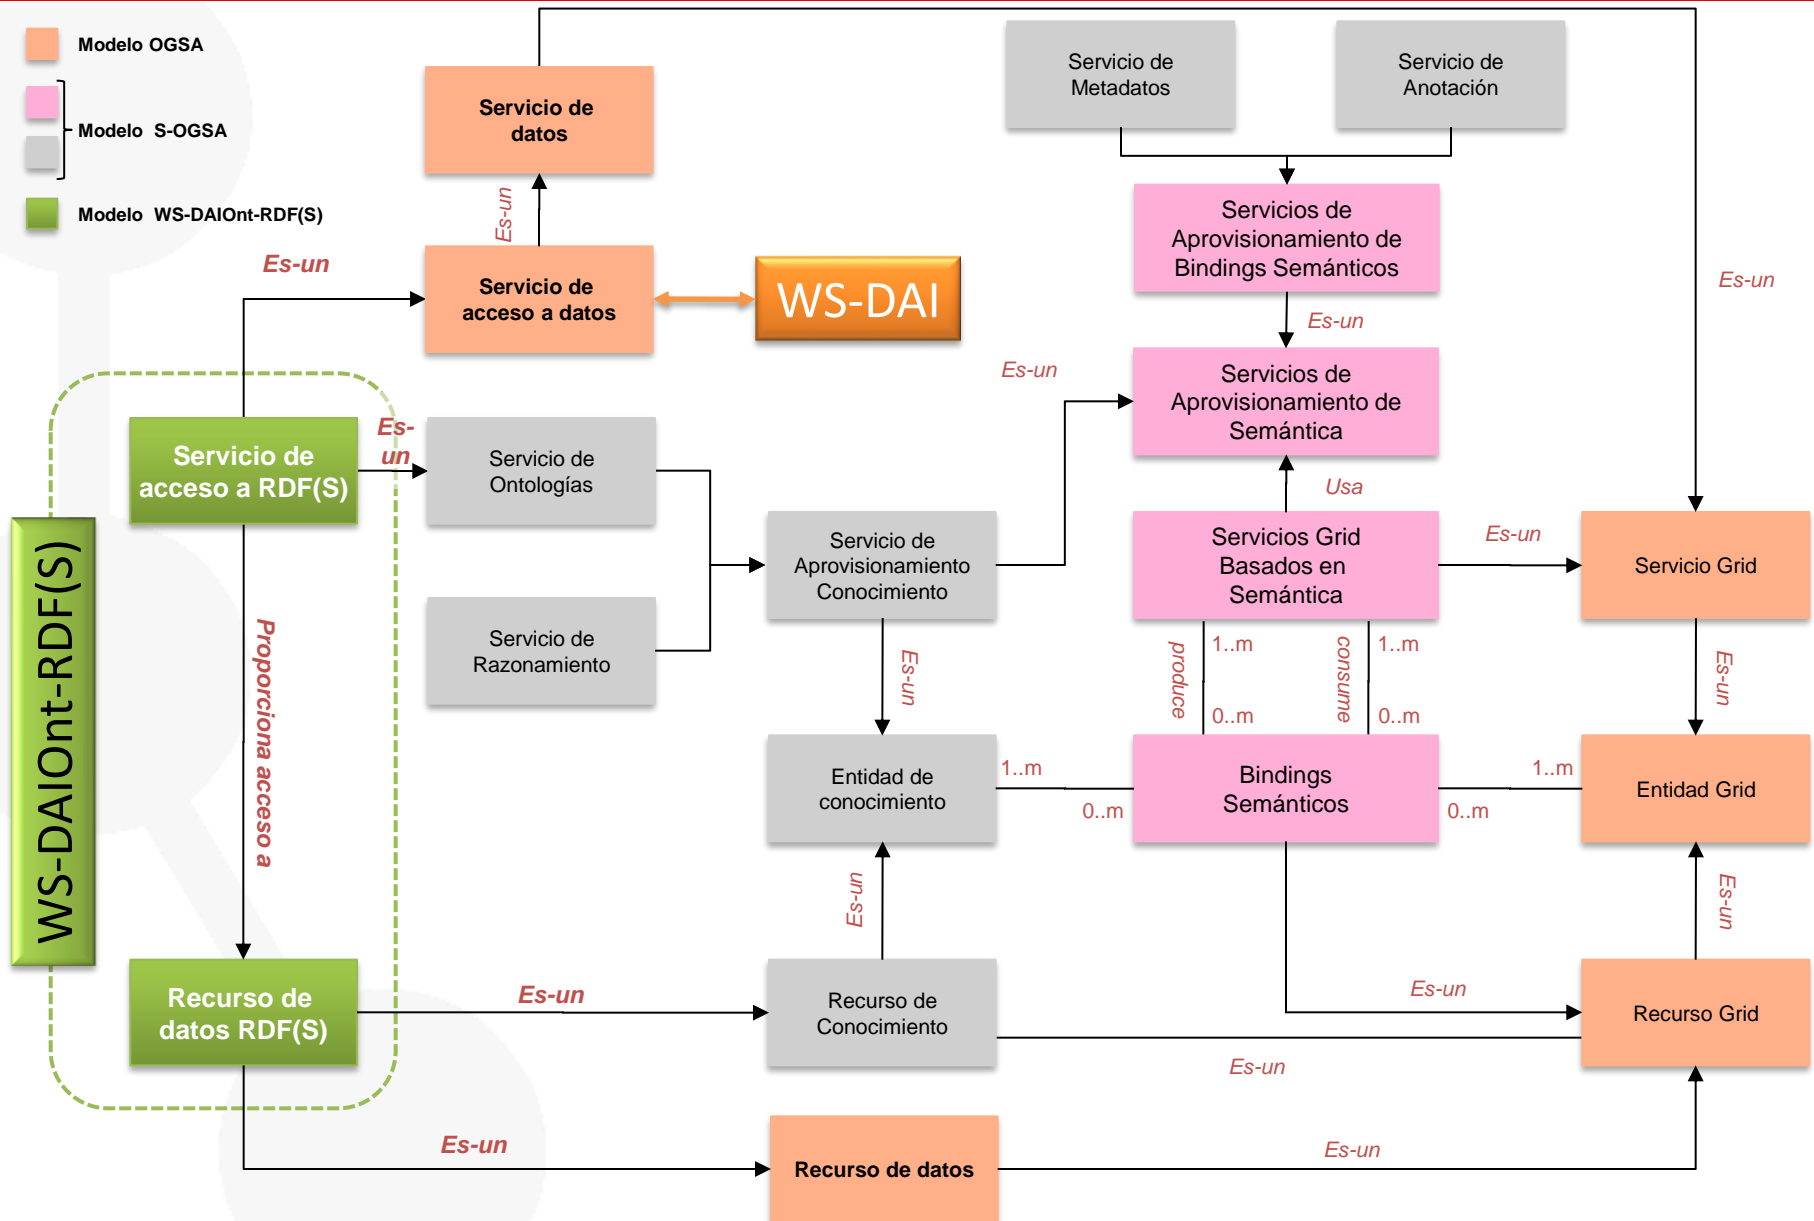 Modelo OGSA
Modelo S-OGSA
Modelo WS-DAIOnt-RDF(S)
Servicio de
datos
Servicio de
Metadatos
Servicio de
Anotación
Es-un
Servicios de
Aprovisionamiento de
Bindings Semánticos
Es-un
Servicio de
acceso a datos
WS-DAI
Es-un
Es-un
Es-un
Servicios de
Aprovisionamiento de
Semántica
Servicio de
acceso a RDF(S)
Es-
un
Servicio de
Ontologías
Usa
WS-DAIOnt-RDF(S)
Servicio de
Aprovisionamiento
Conocimiento
Servicios Grid
Basados en
Semántica
Es-un
Servicio Grid
Servicio de
Razonamiento
Proporciona acceso a
Es-un
produce
1..m
0..m
consume
1..m
0..m
Es-un
Entidad de
conocimiento
1..m
0..m
Bindings
Semánticos
1..m
0..m
Entidad Grid
Es-un
Es-un
Recurso de
datos RDF(S)
Es-un
Recurso de
Conocimiento
Es-un
Recurso Grid
Es-un
Es-un
Recurso de datos
Es-un